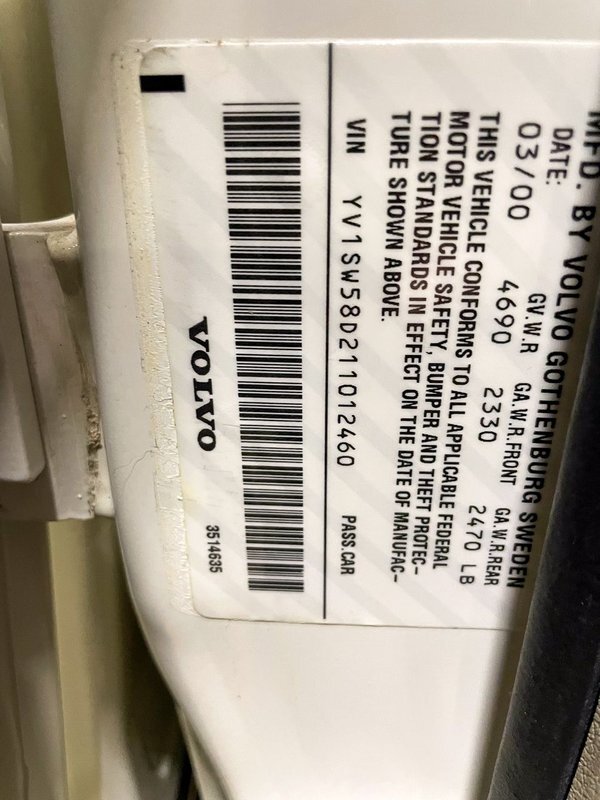 MFD. BY VOLVO GOTHENBURG SWEDEN
DATE: GV.W.R GA.W.R.FRONT GA.W.R.REAR
03/00 4690 2330 2470 LB
THIS VEHICLE CONFORMS TO ALL APPLICABLE FEDERAL
MOTOR VEHICLE SAFETY, BUMPER AND THEFT PROTEC-
TION STANDARDS IN EFFECT ON THE DATE OF MANUFAC-
TURE SHOWN ABOVE.
VIN YV1SW58D211012460 PASS.CAR
VOLVO
3514635